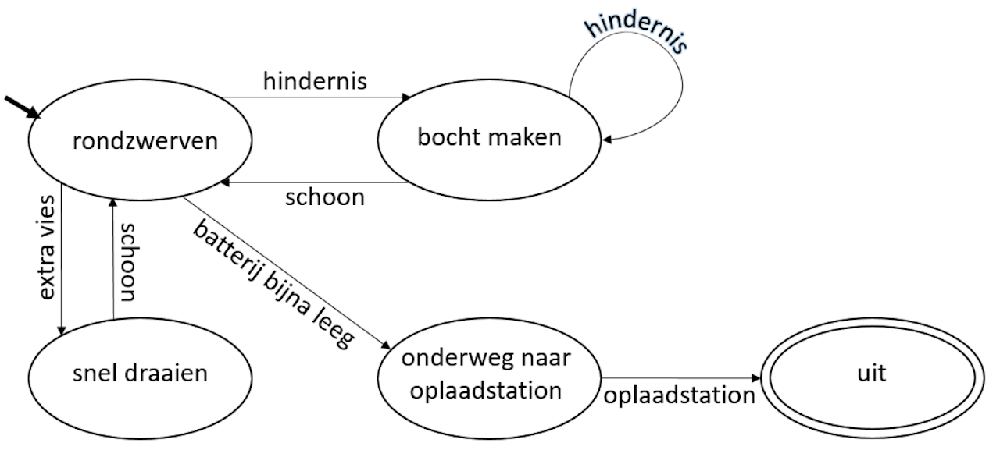 hindernis
hindernis
rondzwerven
bocht maken
schoon
extra vies
schoon
batterij bijna leeg
snel draaien
onderweg naar
oplaadstation
oplaadstation
uit